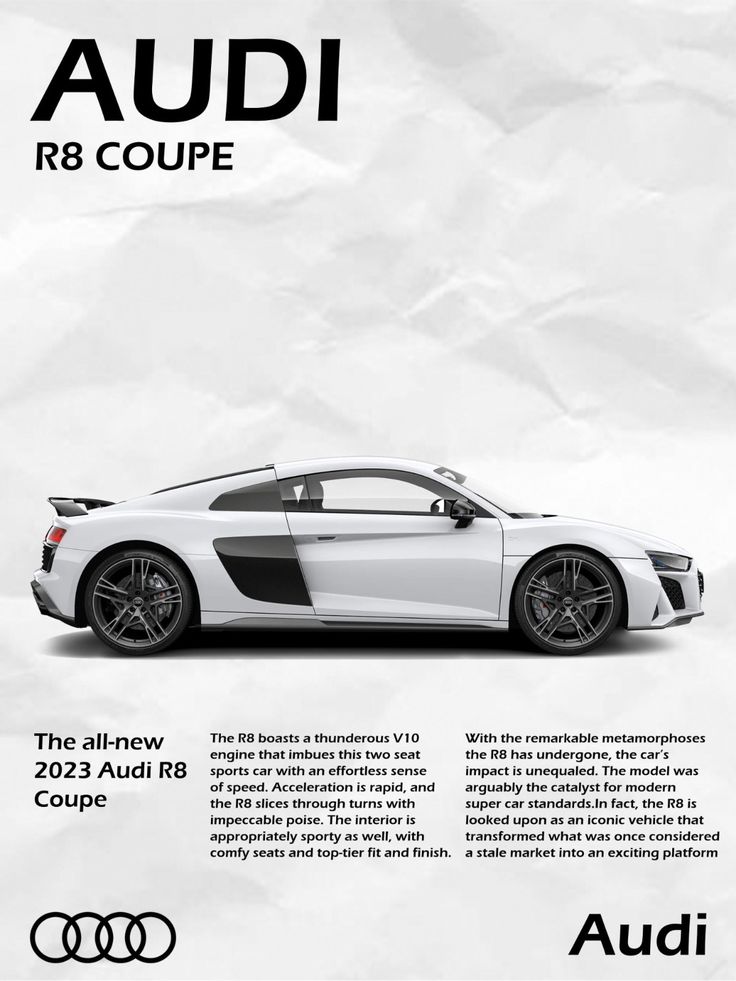 AUDI
R8 COUPE
The all-new
2023 Audi R8
Coupe
The R8 boasts a thunderous V10
engine that imbues this two seat
sports car with an effortless sense
of speed. Acceleration is rapid, and
the R8 slices through turns with
impeccable poise. The interior is
appropriately sporty as well, with
comfy seats and top-tier fit and finish.
With the remarkable metamorphoses
the R8 has undergone, the car's
impact is unequaled. The model was
arguably the catalyst for modern
super car standards.In fact, the R8 is
looked upon as an iconic vehicle that
transformed what was once considered
a stale market into an exciting platform
Audi